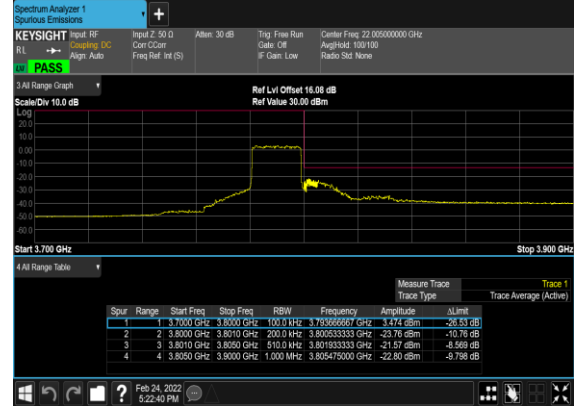 Spectrum Analyzer 1
Spurious Emissions
+
KEYSIGHT Input: RF Input Z: 50 Ω Atten: 30 dB Trig: Free Run Center Freq: 22.005000000 GHz
RL Coupling: DC Corr CCorr Gate: Off Avg|Hold: 100/100
Align: Auto Freq Ref: Int (S) IF Gain: Low Radio Std: None
PASS
3 All Range Graph
Ref Lvl Offset 16.08 dB
Scale/Div 10.0 dB Ref Value 30.00 dBm
Log
20.0
10.0
0.00
-10.0
-20.0
-30.0
-40.0
-50.0
-60.0
Start 3.700 GHz Stop 3.900 GHz
4 All Range Table
Measure Trace Trace 1
Trace Type Trace Average (Active)
Spur Range Start Freq Stop Freq RBW Frequency Amplitude ΔLimit
1 1 3.7000 GHz 3.8000 GHz 100.0 kHz 3.793666667 GHz 3.474 dBm -26.53 dB
2 2 3.8000 GHz 3.8010 GHz 200.0 kHz 3.800533333 GHz -23.76 dBm -10.76 dB
3 3 3.8010 GHz 3.8050 GHz 510.0 kHz 3.801933333 GHz -21.57 dBm -8.569 dB
4 4 3.8050 GHz 3.9000 GHz 1.000 MHz 3.805475000 GHz -22.80 dBm -9.798 dB
?
Feb 24, 2022
5:22:40 PM